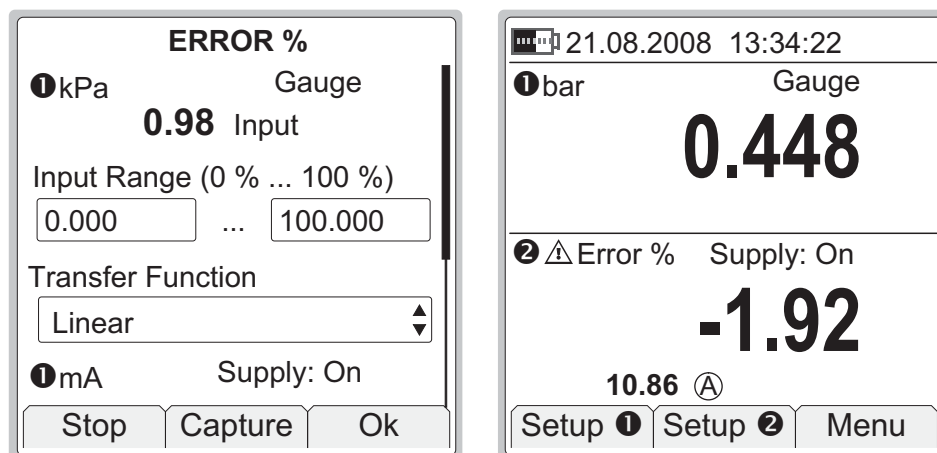 ERROR %
❶kPa Gauge
0.98 Input
Input Range (0 % ... 100 %)
0.000 ... 100.000
Transfer Function
Linear
❶mA Supply: On
Stop Capture Ok
21.08.2008 13:34:22
❶bar Gauge
0.448
❷⚠Error % Supply: On
-1.92
10.86 Ⓐ
Setup ❶ Setup ❷ Menu